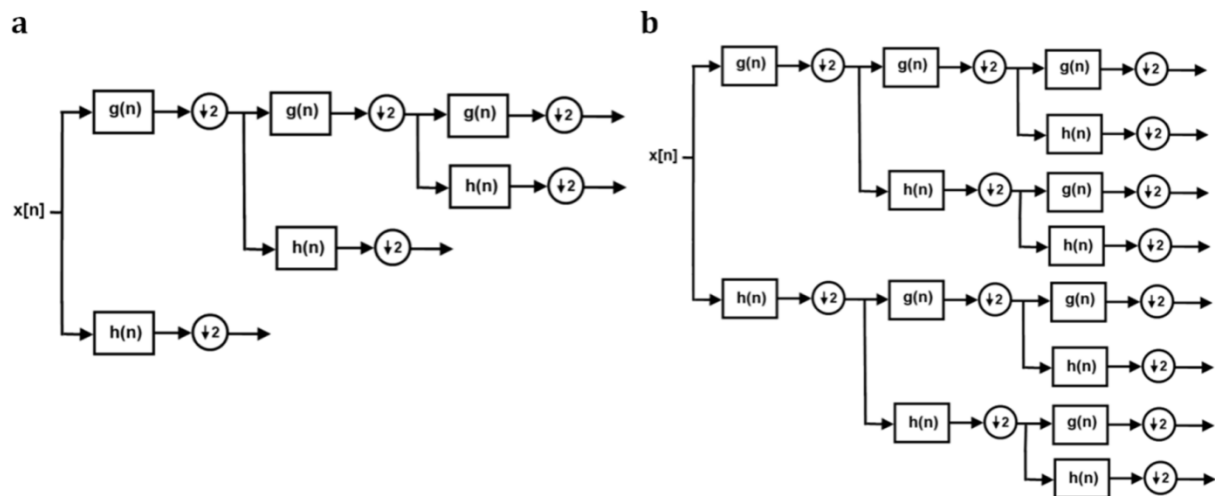 a
g(n) ↓2 g(n) ↓2 g(n) ↓2
h(n) ↓2
x[n]
h(n) ↓2
h(n) ↓2
b
g(n) ↓2 g(n) ↓2 g(n) ↓2
h(n) ↓2
x[n]
h(n) ↓2 g(n) ↓2
h(n) ↓2
h(n) ↓2 g(n) ↓2 g(n) ↓2
h(n) ↓2
h(n) ↓2 g(n) ↓2
h(n) ↓2